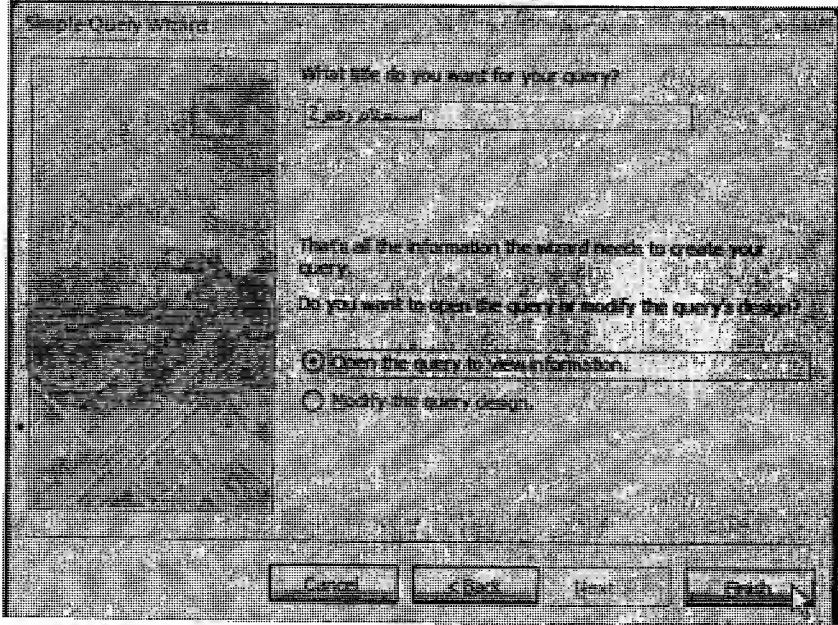 Simple Query Wizard
What title do you want for your query?
استعلام رقم 2
That's all the information the wizard needs to create your
query.
Do you want to open the query or modify the query's design?
Open the query to view information.
Modify the query design.
Cancel
< Back
Next
Finish